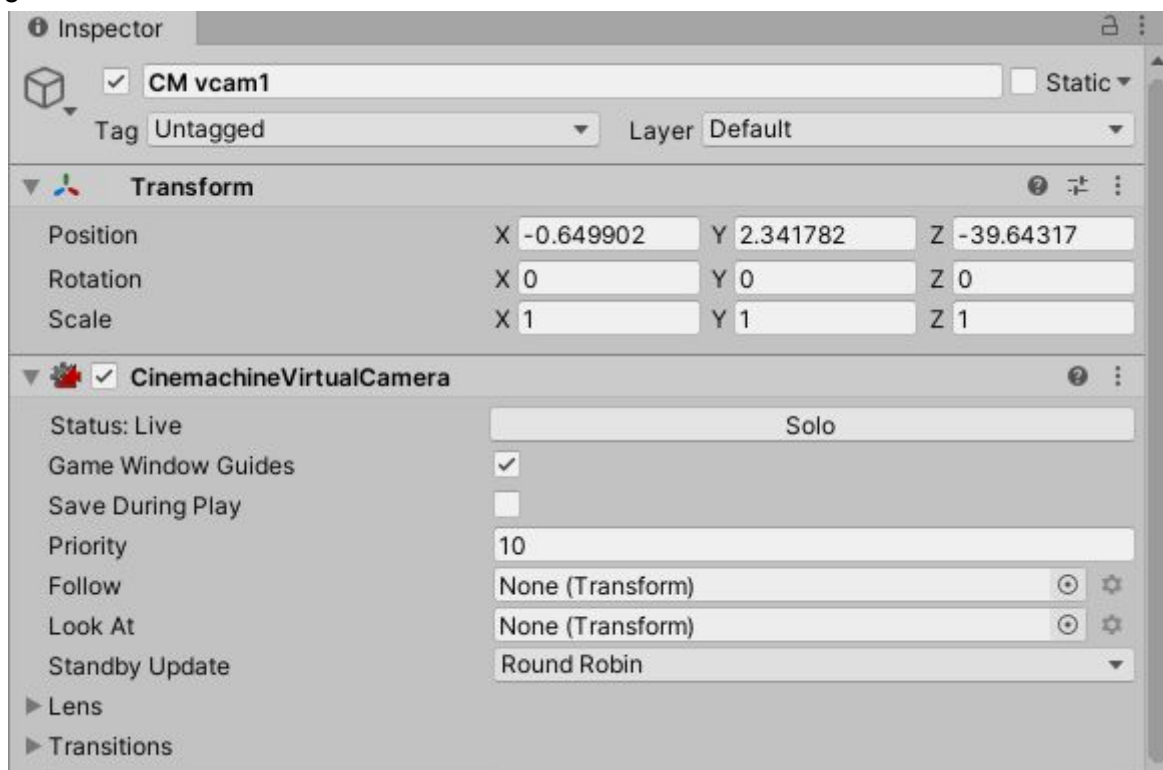 Inspector
CM vcam1 Static
Tag Untagged Layer Default
Transform
Position X -0.649902 Y 2.341782 Z -39.64317
Rotation X 0 Y 0 Z 0
Scale X 1 Y 1 Z 1
CinemachineVirtualCamera
Status: Live Solo
Game Window Guides
Save During Play
Priority 10
Follow None (Transform)
Look At None (Transform)
Standby Update Round Robin
Lens
Transitions